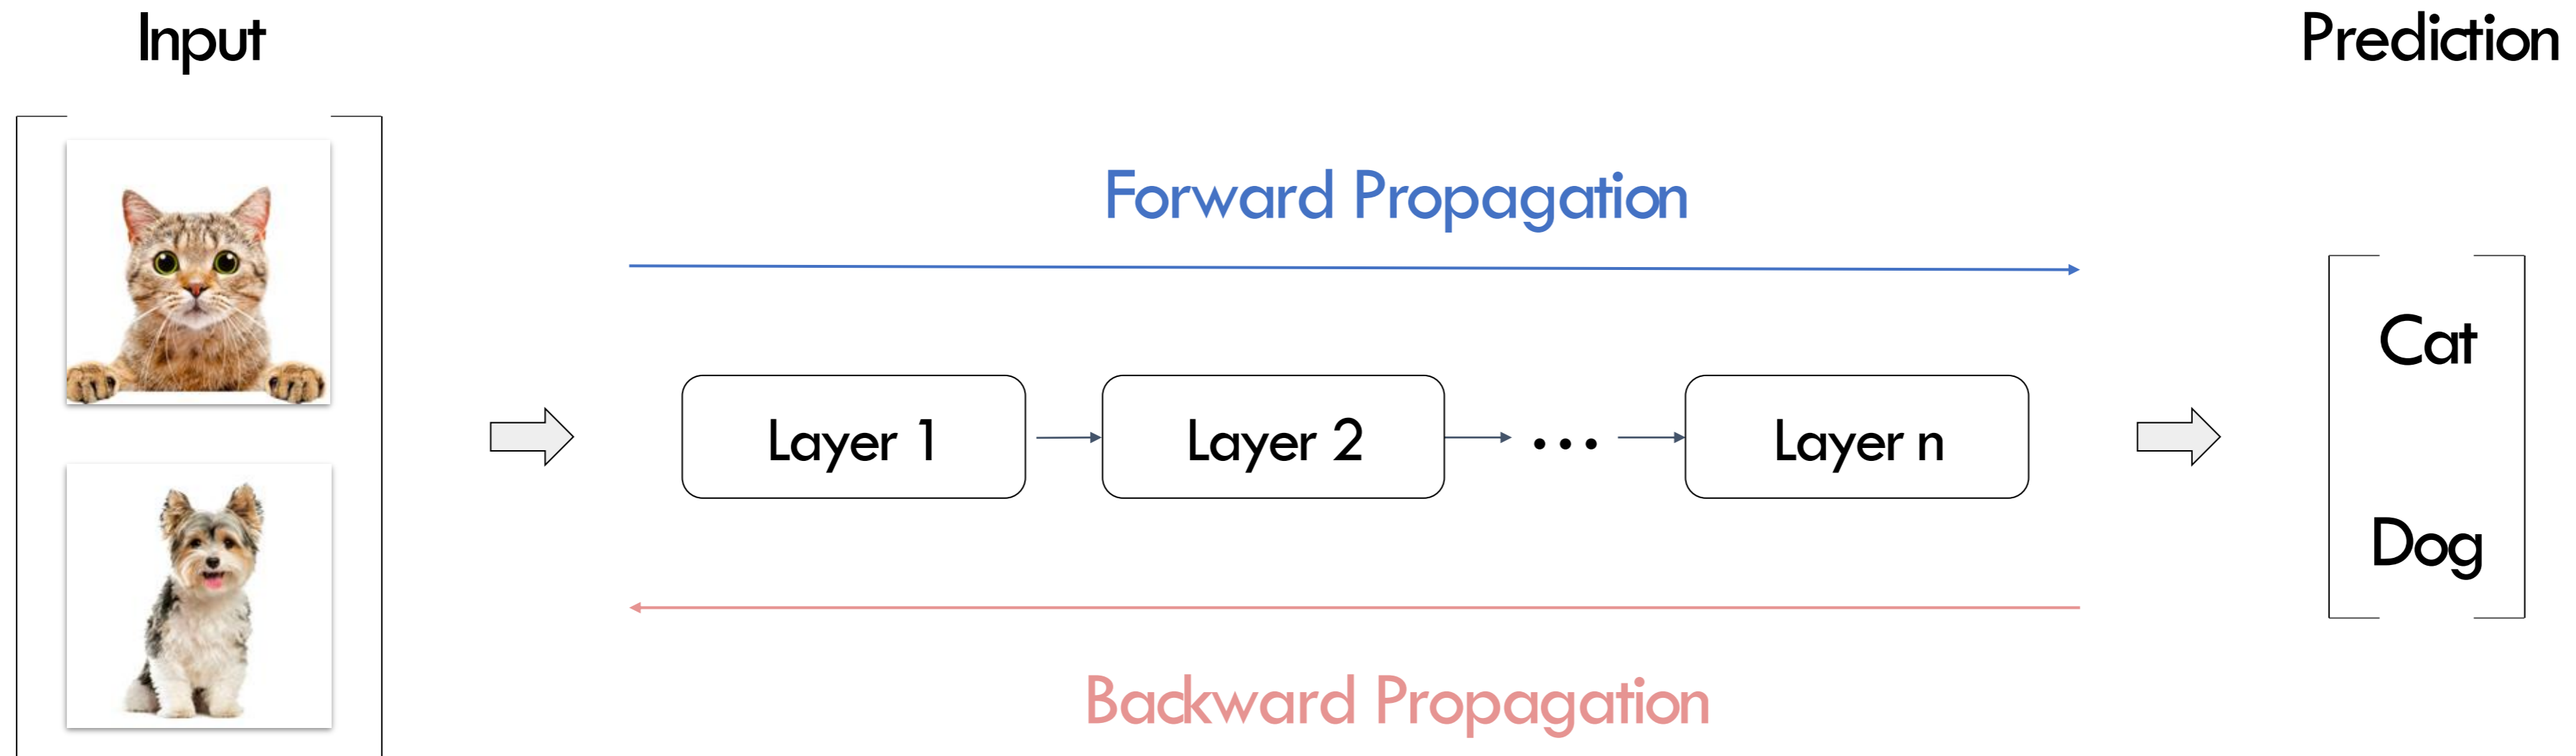 Input
Prediction
Forward Propagation
Layer 1
Layer 2
...
Layer n
Cat
Dog
Backward Propagation